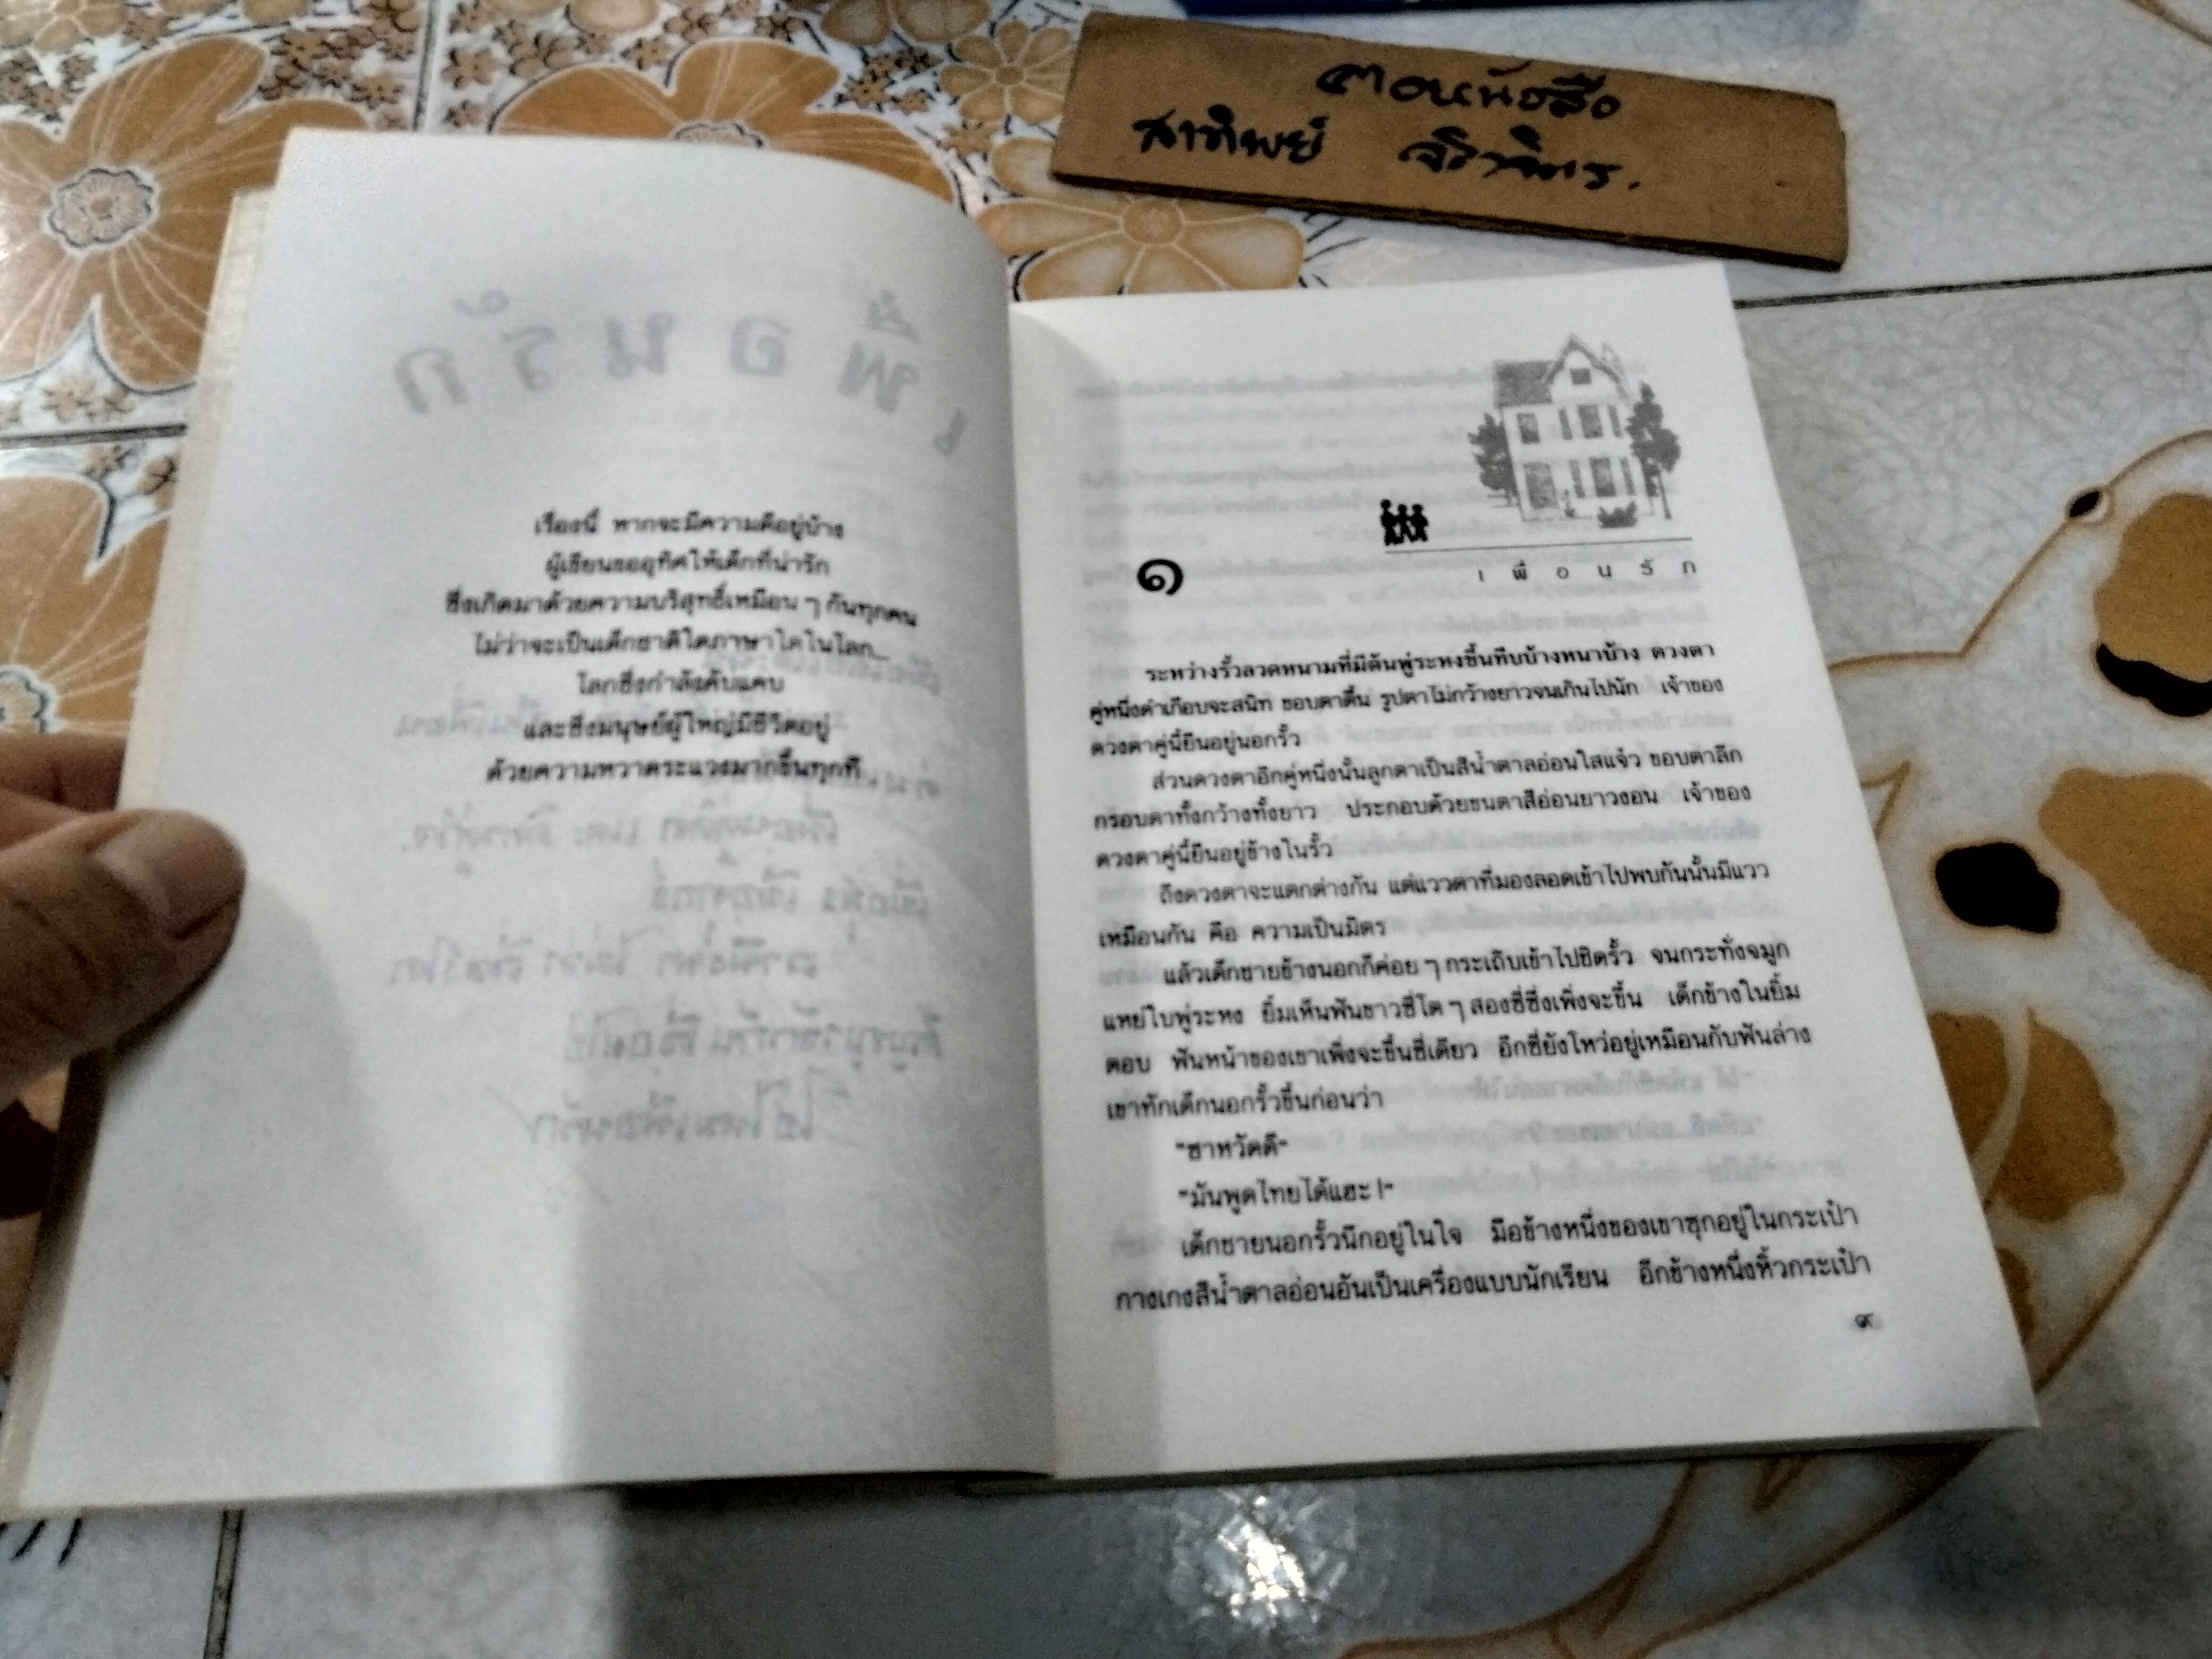 ตอหนังสือ
สาทิพย์
เพื่อนรัก
เรื่องนี้ หากจะมีความดีอยู่บ้าง
ผู้เขียนขออุทิศให้เด็กที่น่ารัก
ซึ่งเกิดมาด้วยความบริสุทธิ์เหมือน ๆ กันทุกคน
ไม่ว่าจะเป็นเด็กชาติใดภาษาใดในโลก...
โลกซึ่งกำลังคับแคบ
และซึ่งมนุษย์ผู้ใหญ่มีชีวิตอยู่
ด้วยความหวาดระแวงมากขึ้นทุกที
๑
เพื่อนรัก
ระหว่างรั้วลวดหนามที่มีต้นพู่ระหงขึ้นทึบบ้างหนาบ้าง ดวงตา
คู่หนึ่งดำเกือบจะสนิท ขอบตาตื้น รูปตาไม่กว้างยาวจนเกินไปนัก เจ้าของ
ดวงตาคู่นี้ยืนอยู่นอกรั้ว
ส่วนดวงตาอีกคู่หนึ่งนั้นลูกตาเป็นสีน้ำตาลอ่อนใสแจ๋ว ขอบตาลึก
กรอบตาทั้งกว้างทั้งยาว ประกอบด้วยขนตาสีอ่อนยาวงอน เจ้าของ
ดวงตาคู่นี้ยืนอยู่ข้างในรั้ว
ถึงดวงตาจะแตกต่างกัน แต่แววตาที่มองลอดเข้าไปพบกันนั้นมีแวว
เหมือนกัน คือ ความเป็นมิตร
แล้วเด็กชายข้างนอกก็ค่อย ๆ กระเถิบเข้าไปชิดรั้ว จนกระทั่งจมูก
แหย่ใบพู่ระหง ยิ้มเห็นฟันขาวซี่โต ๆ สองซี่ซึ่งเพิ่งจะขึ้น เด็กข้างในยิ้ม
ตอบ ฟันหน้าของเขาเพิ่งจะขึ้นซี่เดียว อีกซี่ยังโหว่อยู่เหมือนกับฟันล่าง
เขาทักเด็กนอกรั้วขึ้นก่อนว่า
"ซาหวัดดี"
"มันพูดไทยได้แฮะ !"
เด็กชายนอกรั้วนึกอยู่ในใจ มือข้างหนึ่งของเขาซุกอยู่ในกระเป๋า
กางเกงสีน้ำตาลอ่อนอันเป็นเครื่องแบบนักเรียน อีกข้างหนึ่งหิ้วกระเป๋า
๙